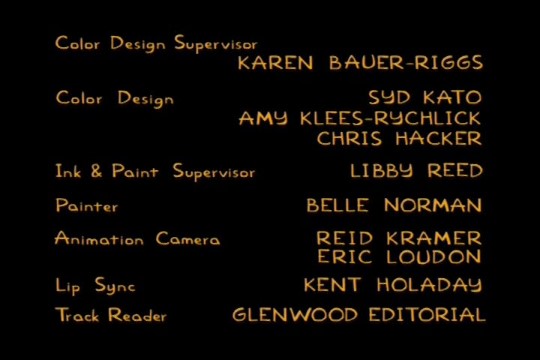 Color Design Supervisor
KAREN BAUER-RIGGS
Color Design SYD KATO
AMY KLEES-RYCHLICK
CHRIS HACKER
Ink & Paint Supervisor LIBBY REED
Painter BELLE NORMAN
Animation Camera REID KRAMER
ERIC LOUDON
Lip Sync KENT HOLADAY
Track Reader GLENWOOD EDITORIAL